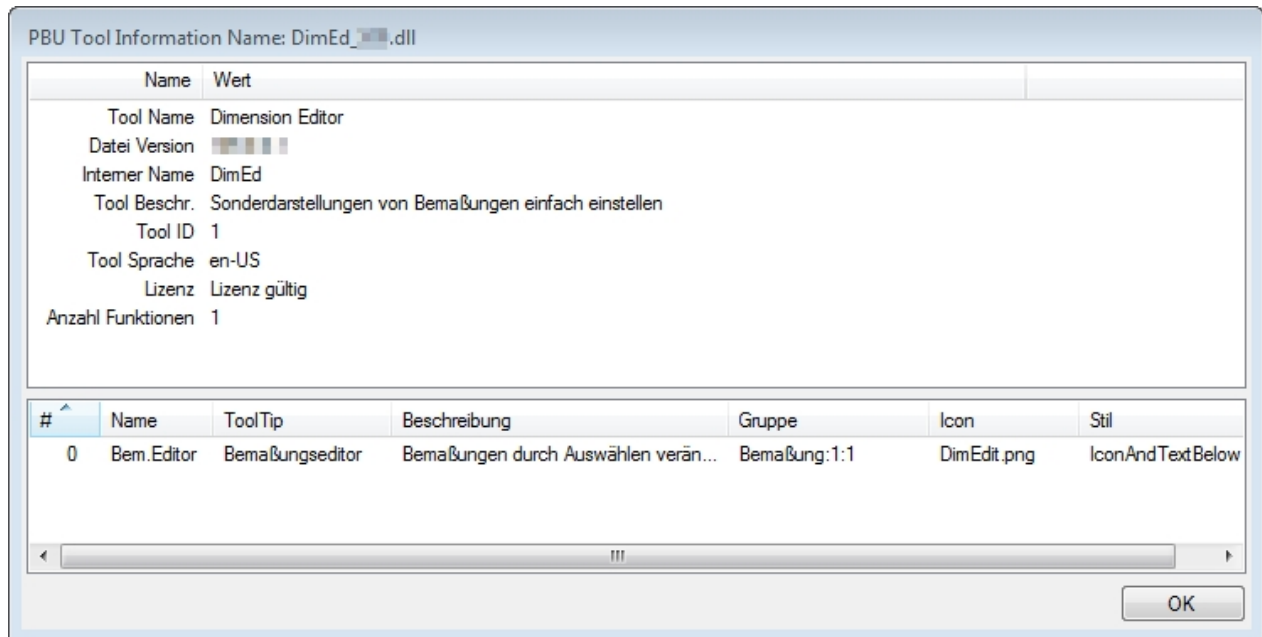 PBU Tool Information Name: DimEd_ .dll
Name Wert
Tool Name Dimension Editor
Datei Version
Interner Name DimEd
Tool Beschr. Sonderdarstellungen von Bemaßungen einfach einstellen
Tool ID 1
Tool Sprache en-US
Lizenz Lizenz gültig
Anzahl Funktionen 1
# Name ToolTip Beschreibung Gruppe Icon Stil
0 Bem.Editor Bemaßungseditor Bemaßungen durch Auswählen verän... Bemaßung:1:1 DimEdit.png IconAndTextBelow
OK